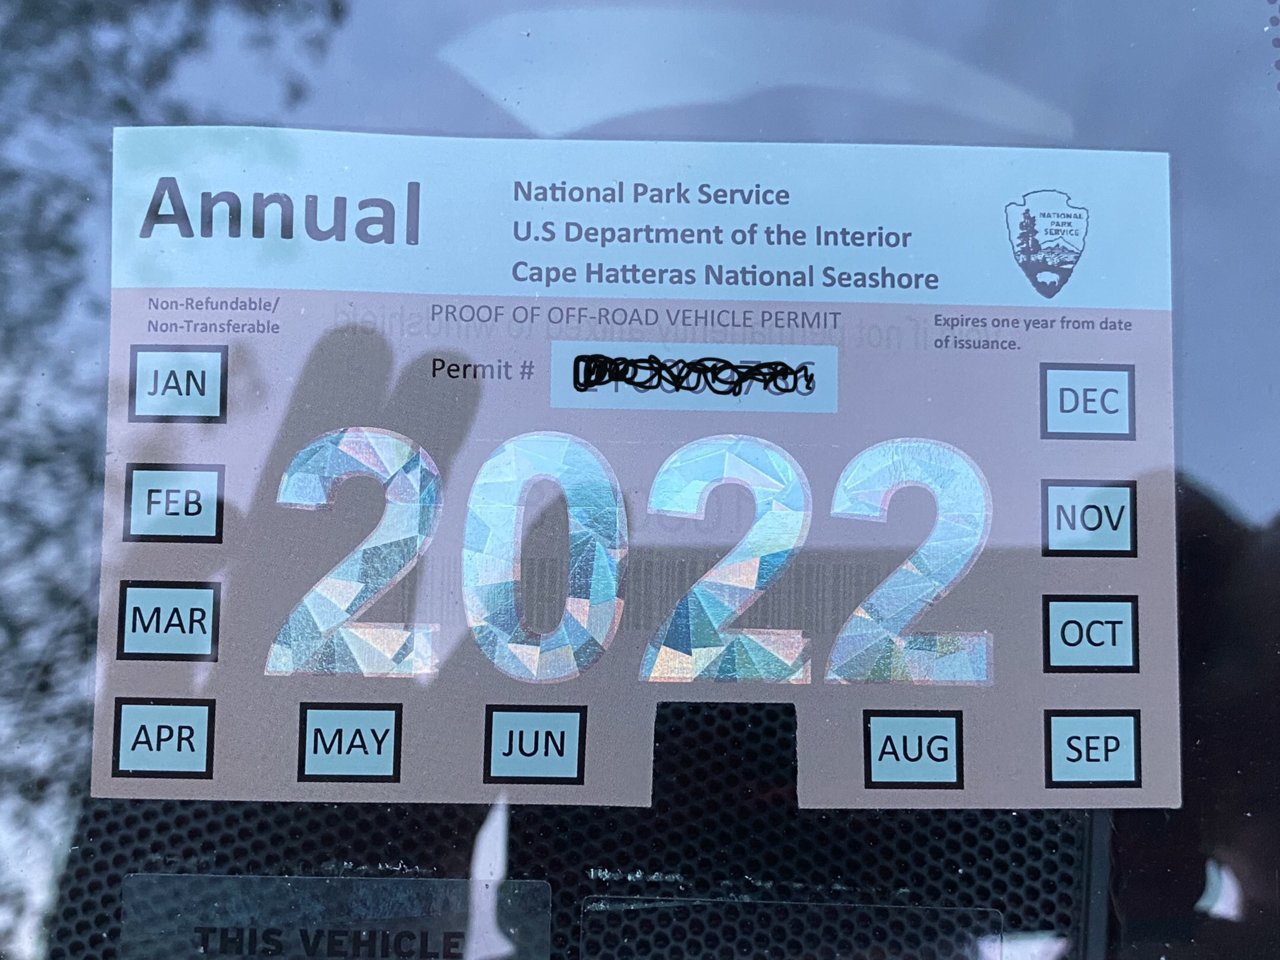 Annual
National Park Service
U.S Department of the Interior
Cape Hatteras National Seashore
NATIONAL
PARK
SERVICE
Non-Refundable/
Non-Transferable
PROOF OF OFF-ROAD VEHICLE PERMIT
Expires one year from date
of issuance.
Permit #
JAN
DEC
2022
FEB
NOV
MAR
OCT
APR
MAY
JUN
AUG
SEP
THIS VEHICLE